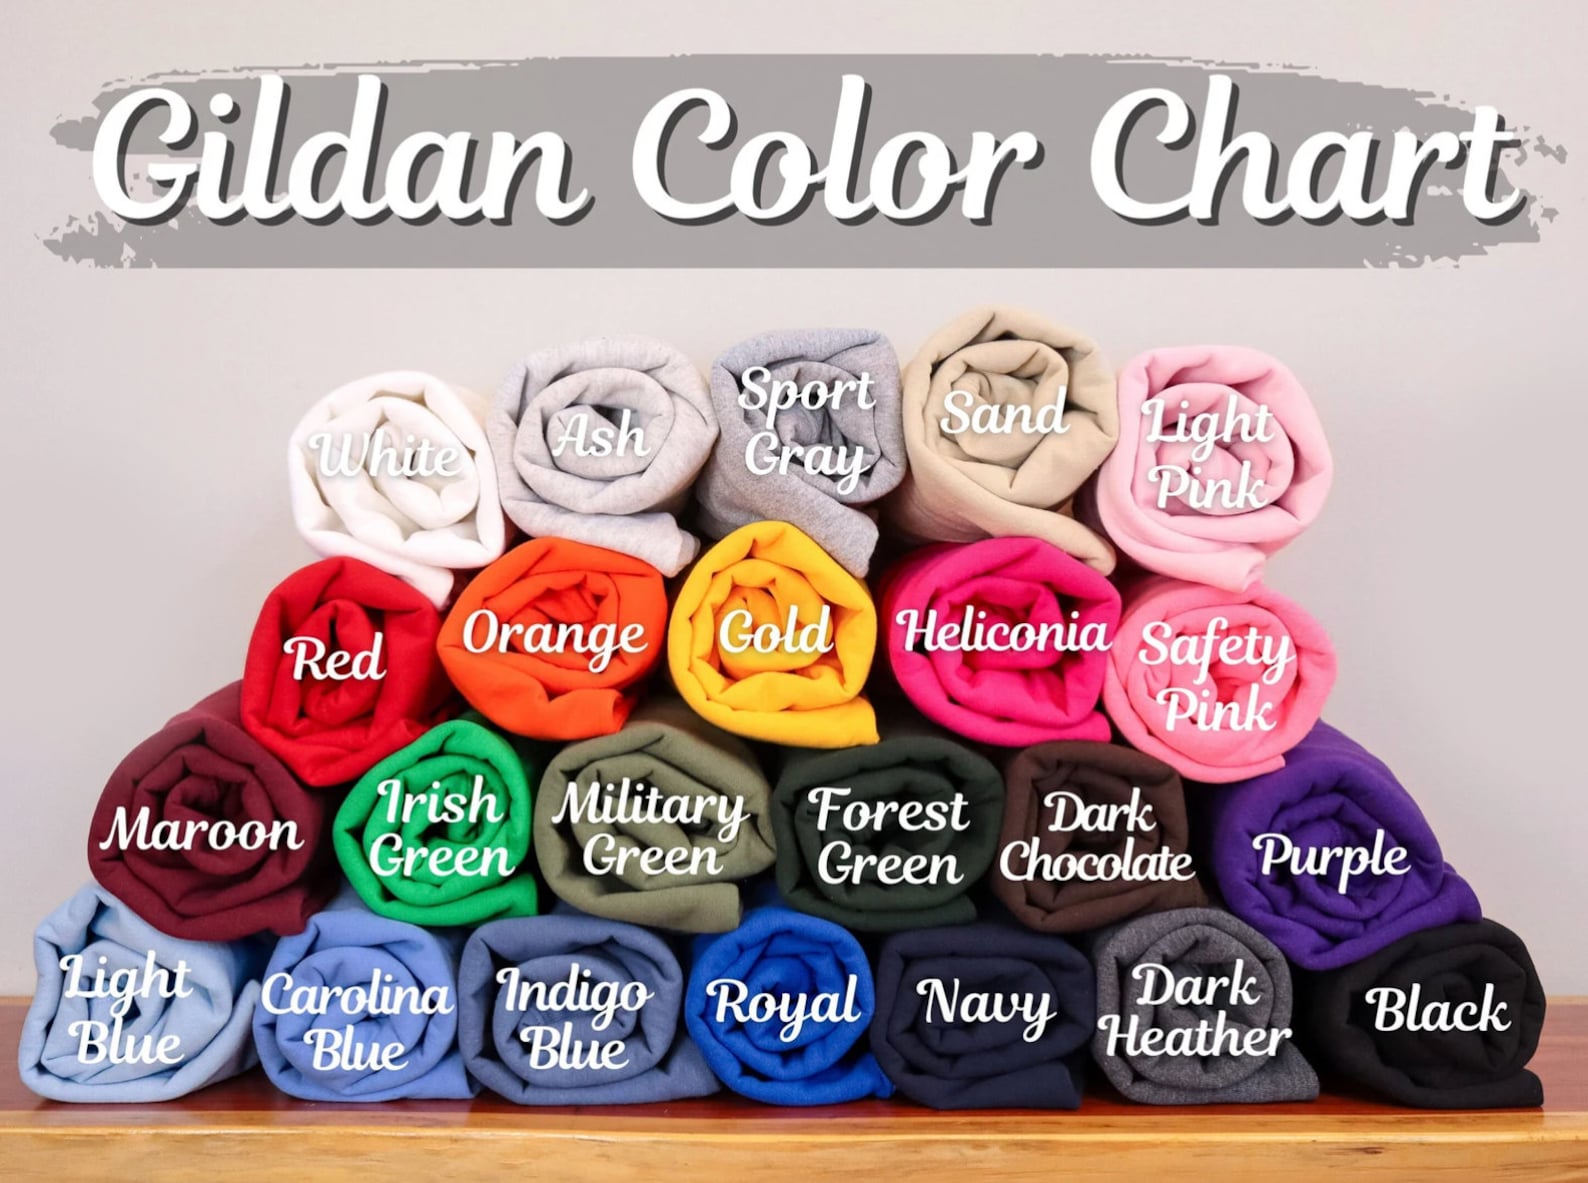 Gildan Color Chart
White
Ash
Sport
Gray
Sand
Light
Pink
Red
Orange
Gold
Heliconia
Safety
Pink
Maroon
Irish
Green
Military
Green
Forest
Green
Dark
Chocolate
Purple
Light
Blue
Carolina
Blue
Indigo
Blue
Royal
Navy
Dark
Heather
Black